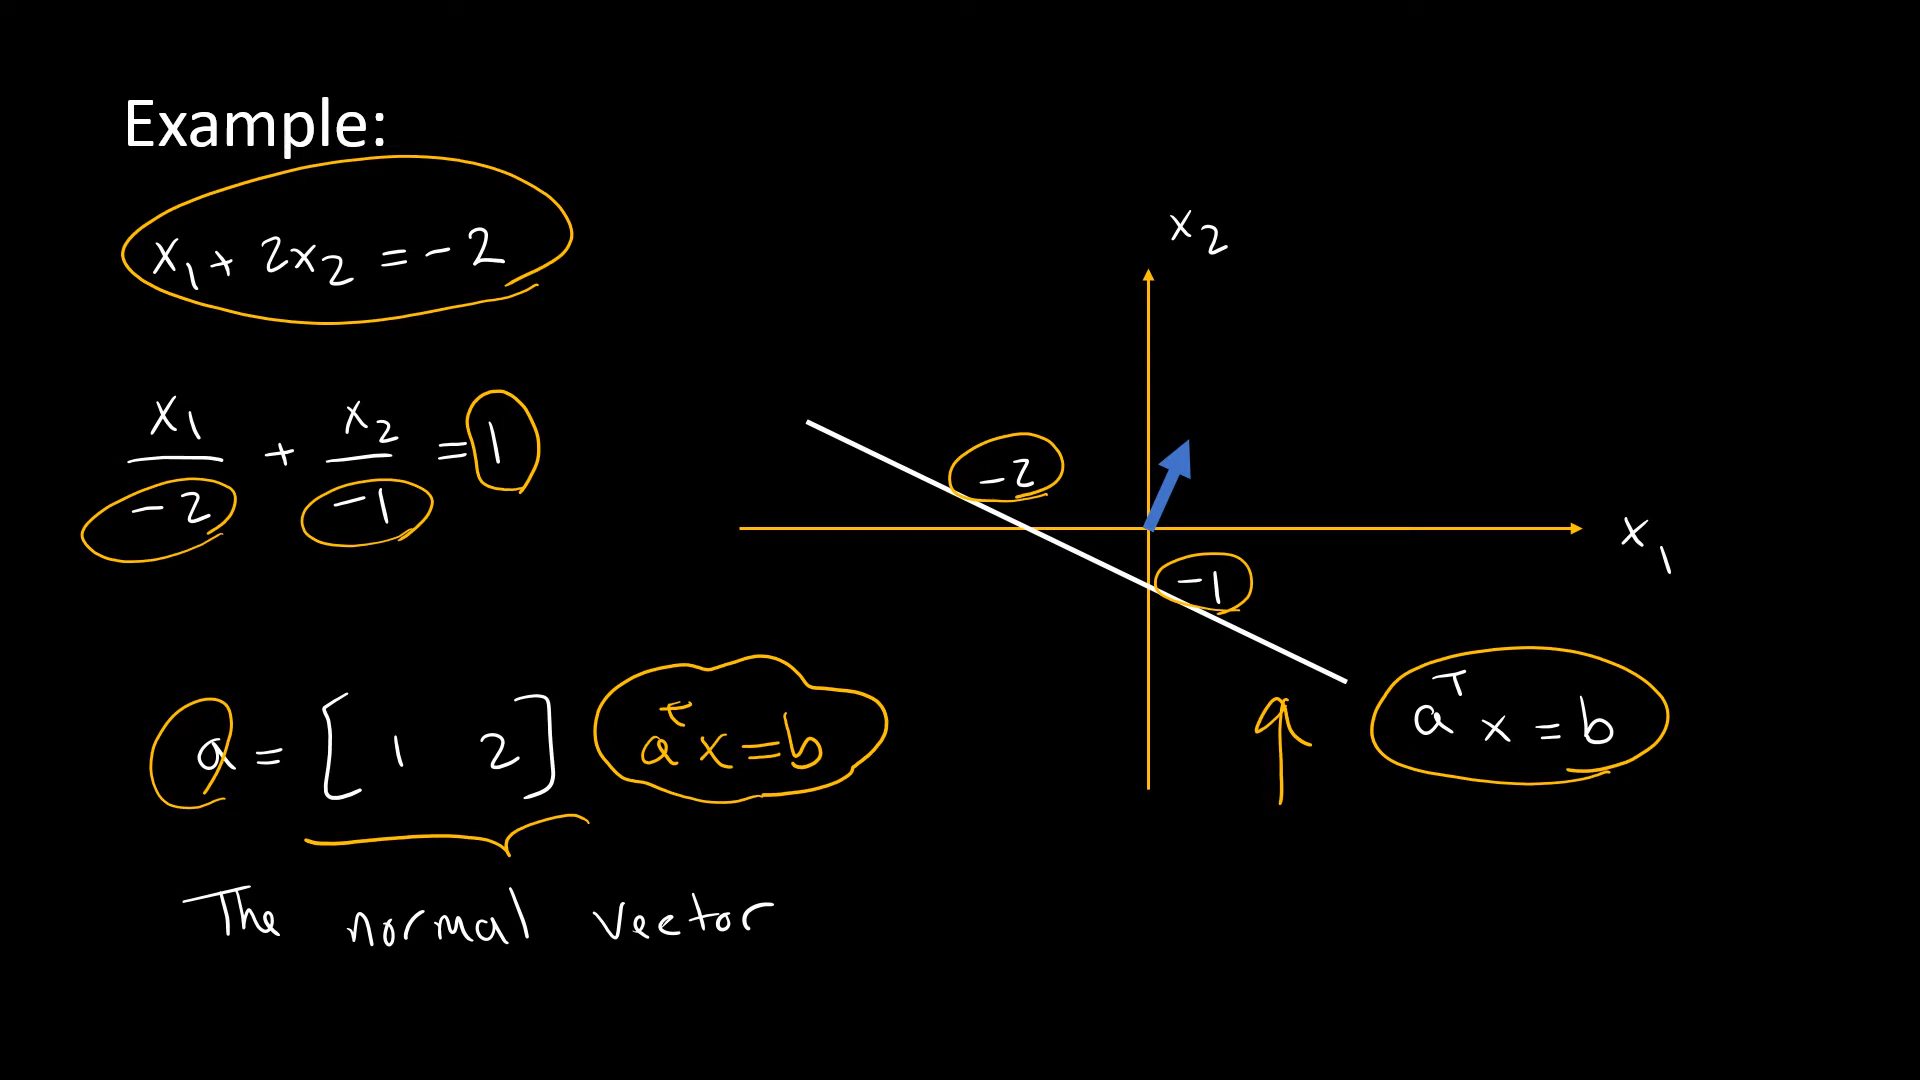 Example:
x₁ + 2x₂ = -2
x₁/-2 + x₂/-1 = 1
a = [1 2]
aᵀx = b
The normal vector
x₂
-2
x₁
-1
aᵀx = b